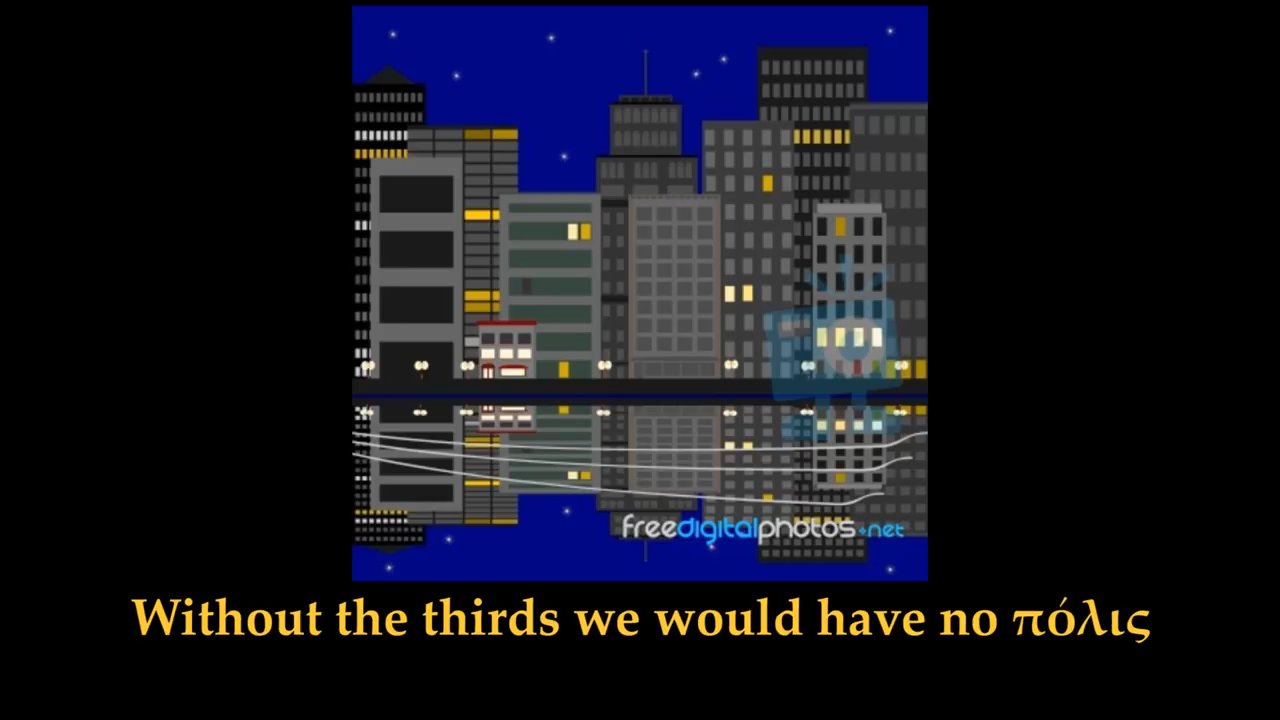 freedigitalphotos.net
Without the thirds we would have no πόλις